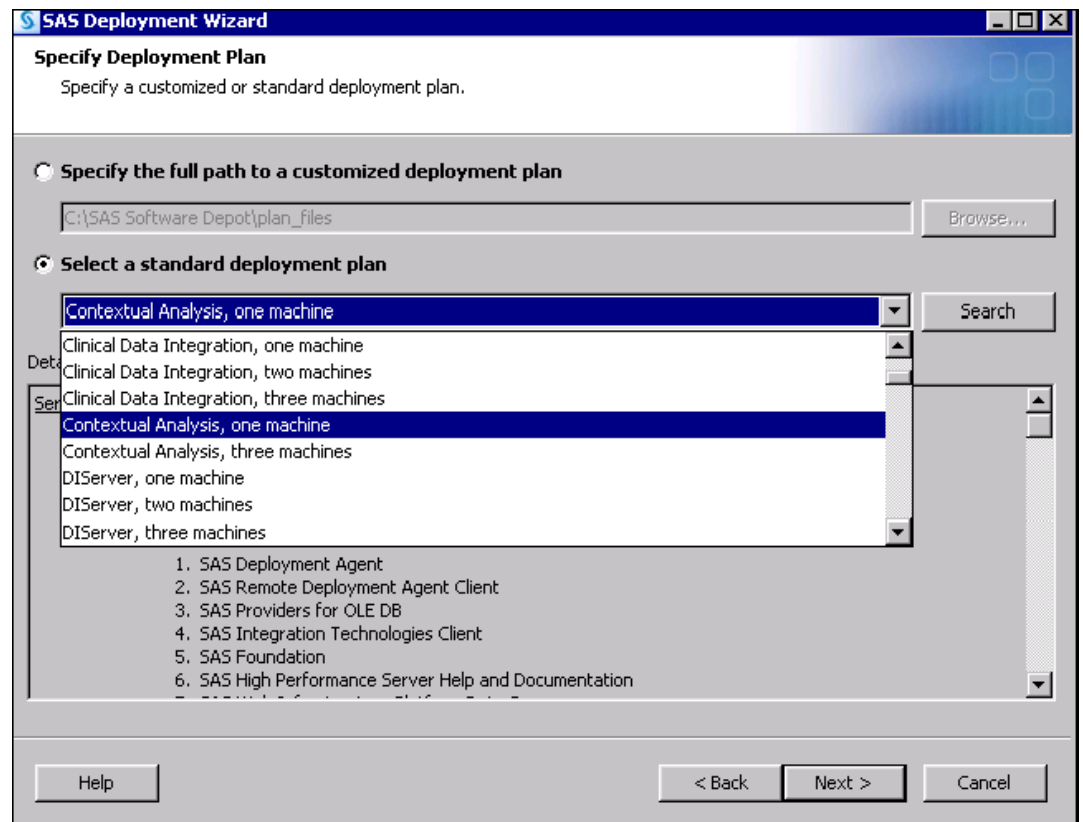 SAS Deployment Wizard
Specify Deployment Plan
Specify a customized or standard deployment plan.
Specify the full path to a customized deployment plan
C:\SAS Software Depot\plan_files
Browse...
Select a standard deployment plan
Contextual Analysis, one machine
Search
Clinical Data Integration, one machine
Deta
Clinical Data Integration, two machines
Ser
Clinical Data Integration, three machines
Contextual Analysis, one machine
Contextual Analysis, three machines
DIServer, one machine
DIServer, two machines
DIServer, three machines
1. SAS Deployment Agent
2. SAS Remote Deployment Agent Client
3. SAS Providers for OLE DB
4. SAS Integration Technologies Client
5. SAS Foundation
6. SAS High Performance Server Help and Documentation
Help
< Back
Next >
Cancel